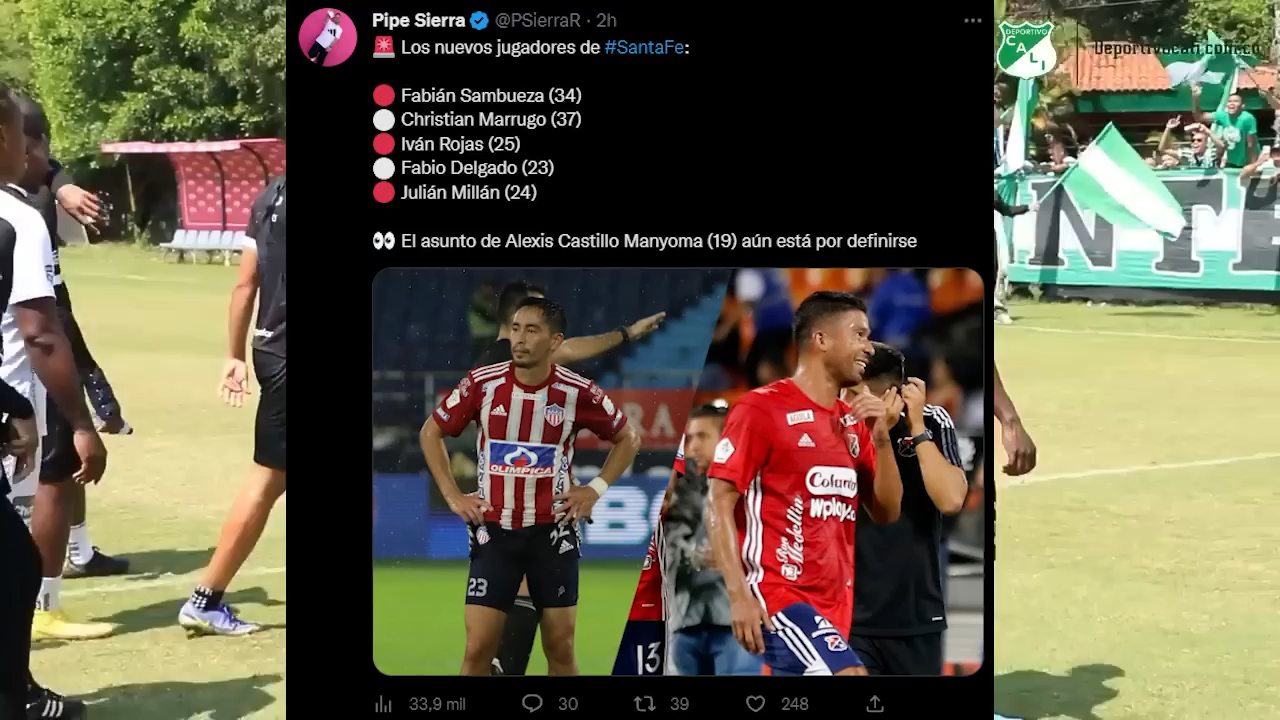 Pipe Sierra @PSierraR · 2h
Los nuevos jugadores de #SantaFe:
Fabián Sambueza (34)
Christian Marrugo (37)
Iván Rojas (25)
Fabio Delgado (23)
Julián Millán (24)
El asunto de Alexis Castillo Manyoma (19) aún está por definirse
OLIMPICA
23
Colanta
wplay.co
Medellín
13
33,9 mil
30
39
248
DEPORTIVO
CALI